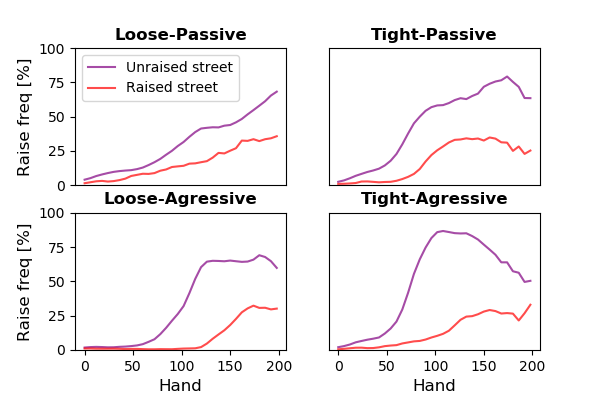 Loose-Passive
Tight-Passive
Raise freq [%]
100
75
50
25
0
Unraised street
Raised street
Loose-Agressive
Tight-Agressive
Raise freq [%]
100
75
50
25
0
0 50 100 150 200
0 50 100 150 200
Hand
Hand